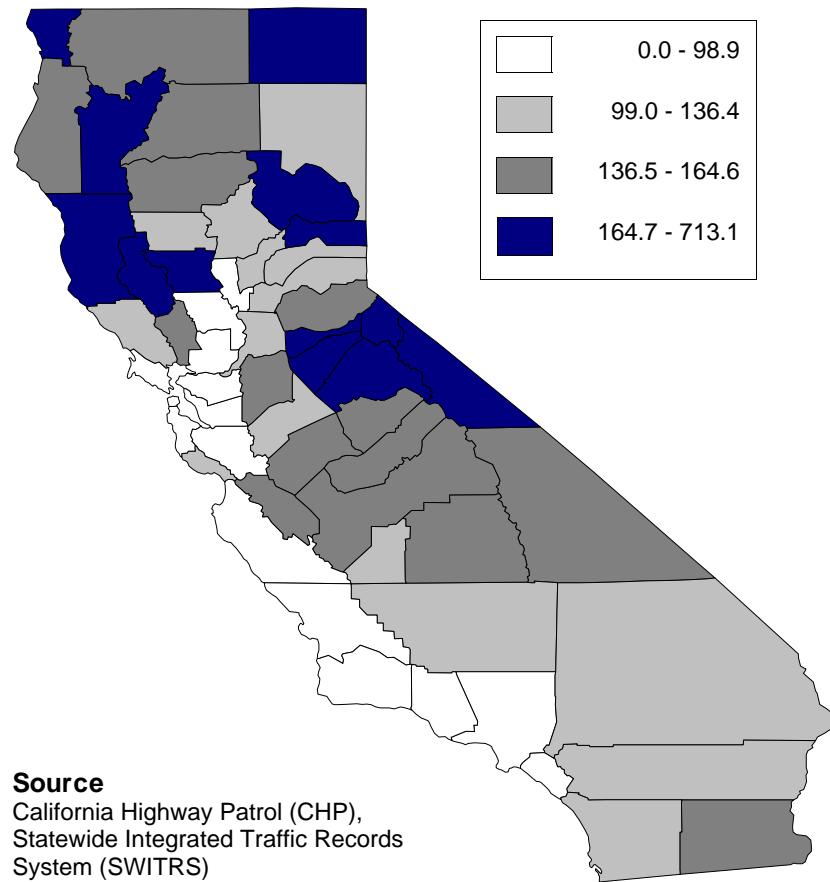 0.0 - 98.9
99.0 - 136.4
136.5 - 164.6
164.7 - 713.1
Source
California Highway Patrol (CHP),
Statewide Integrated Traffic Records
System (SWITRS)